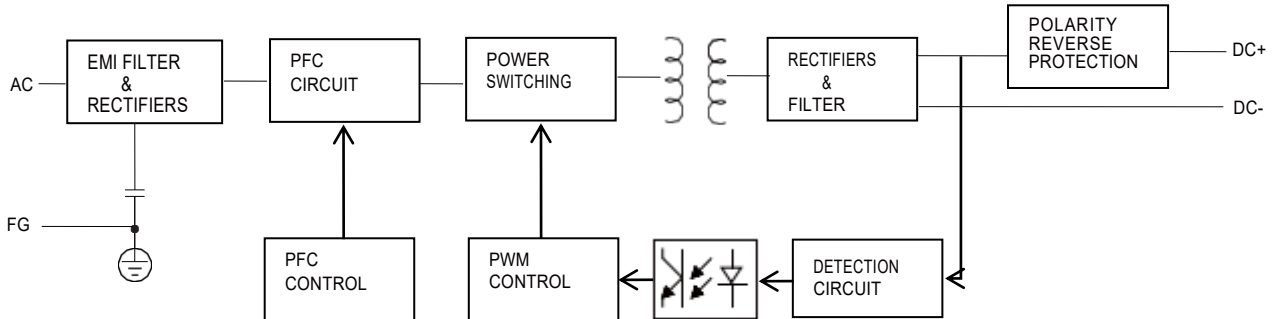 AC
EMI FILTER
&
RECTIFIERS
PFC
CIRCUIT
POWER
SWITCHING
RECTIFIERS
&
FILTER
POLARITY
REVERSE
PROTECTION
DC+
DC-
FG
PFC
CONTROL
PWM
CONTROL
DETECTION
CIRCUIT